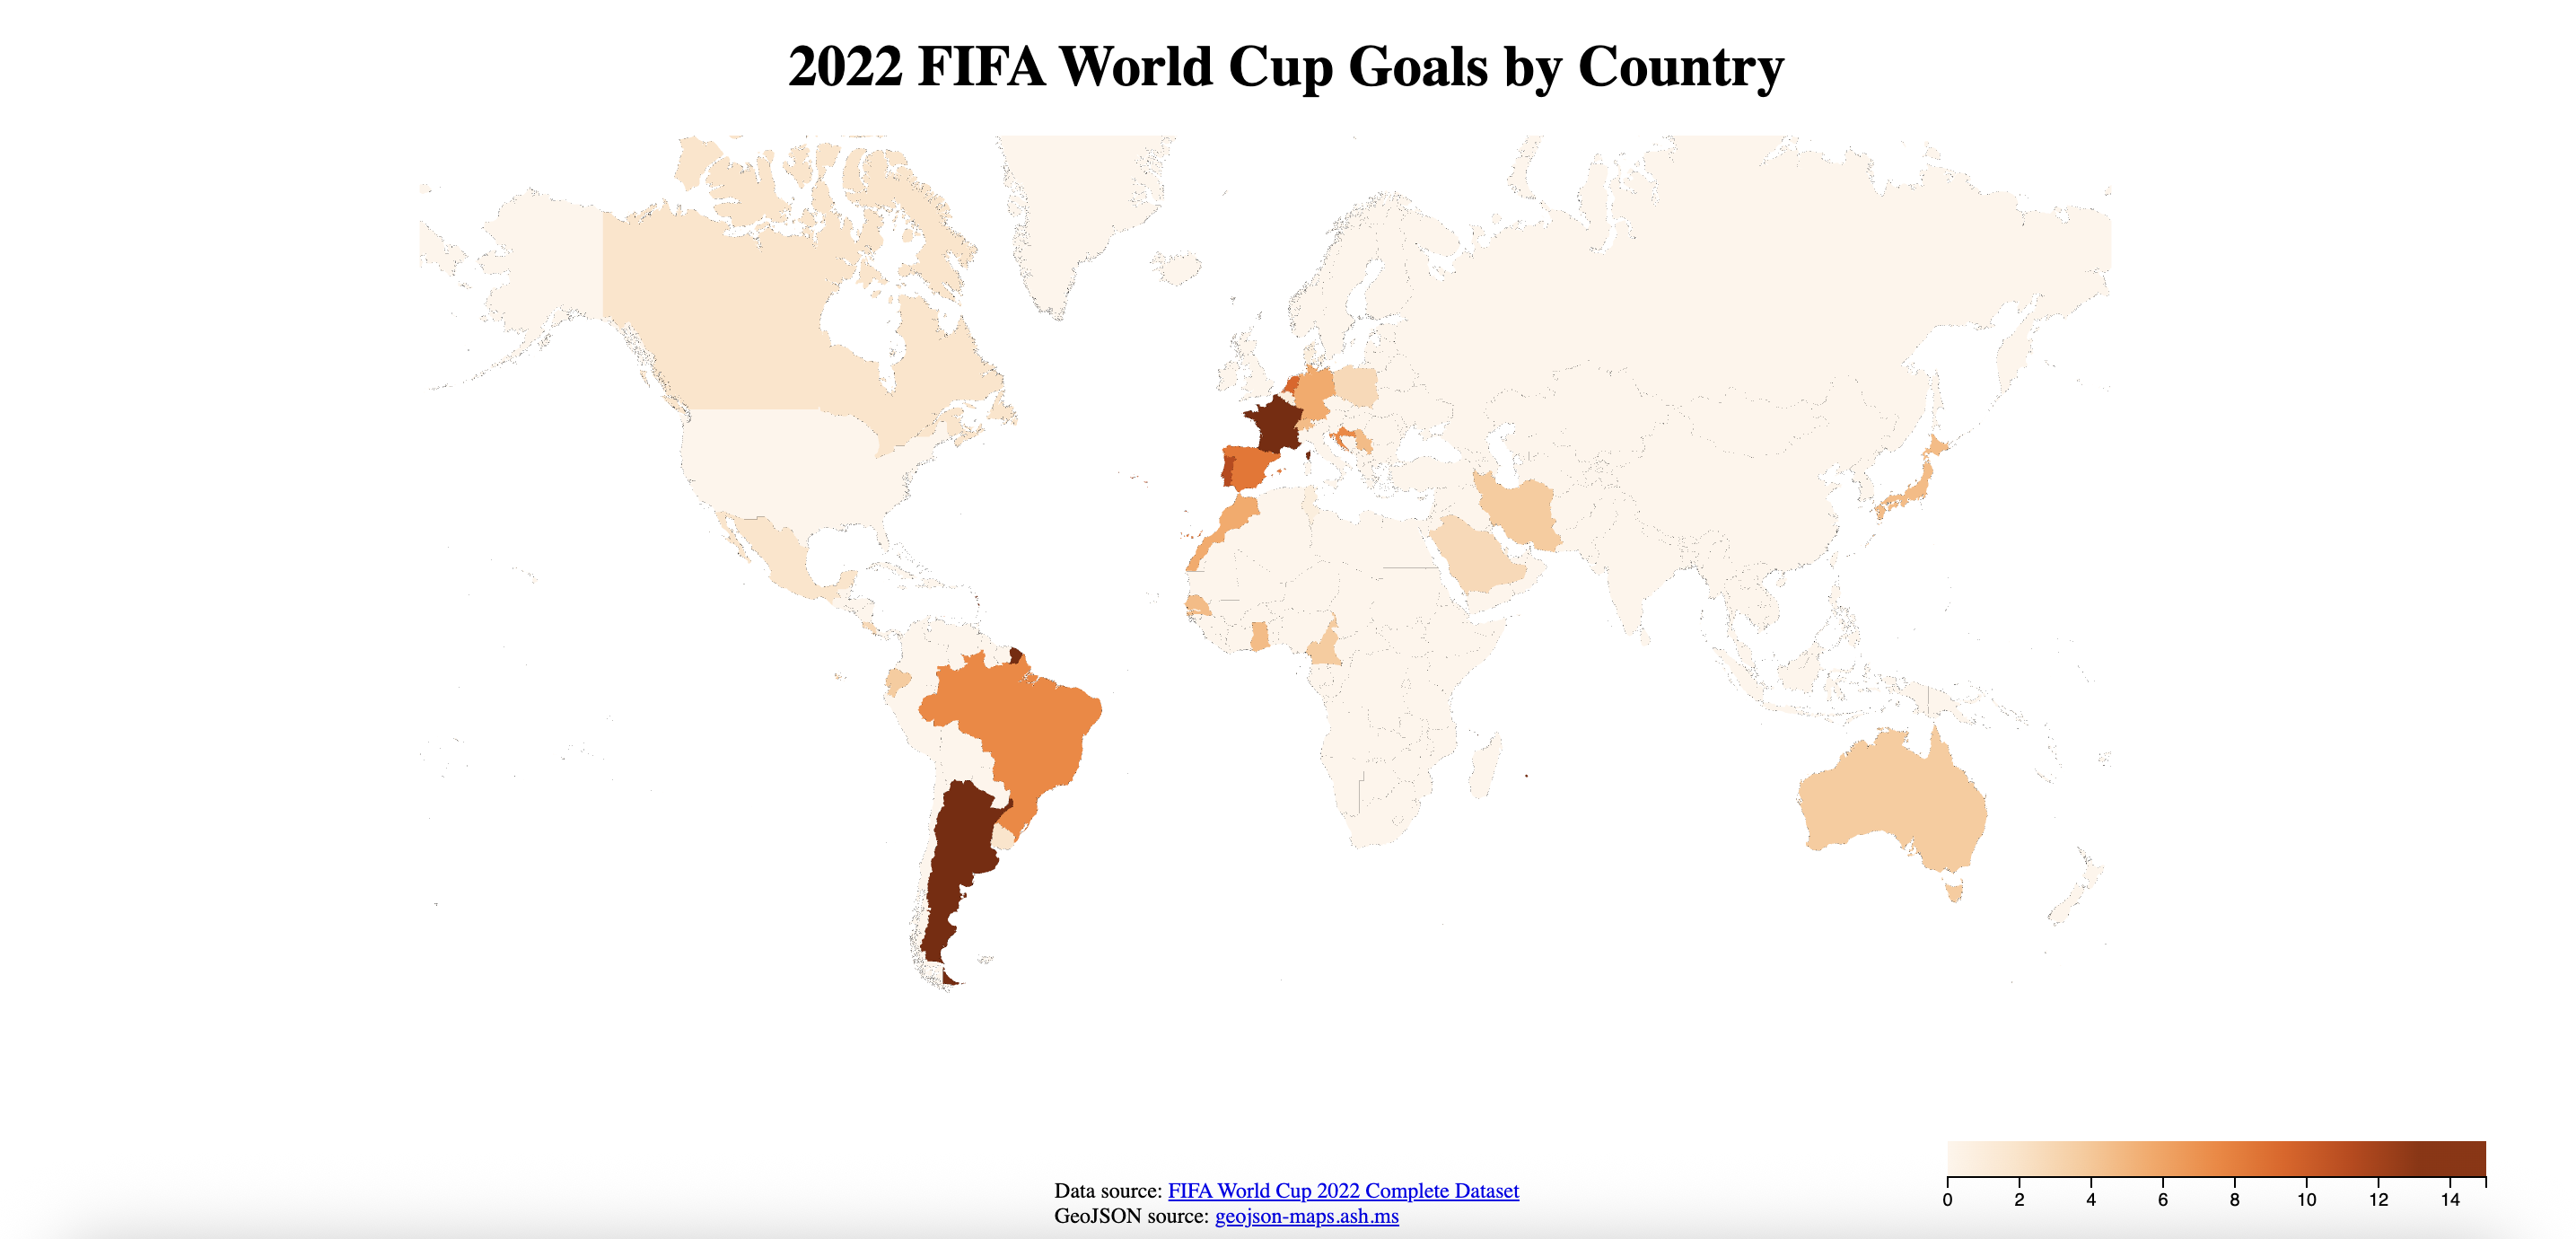 2022 FIFA World Cup Goals by Country
Data source: FIFA World Cup 2022 Complete Dataset
GeoJSON source: geojson-maps.ash.ms
0 2 4 6 8 10 12 14